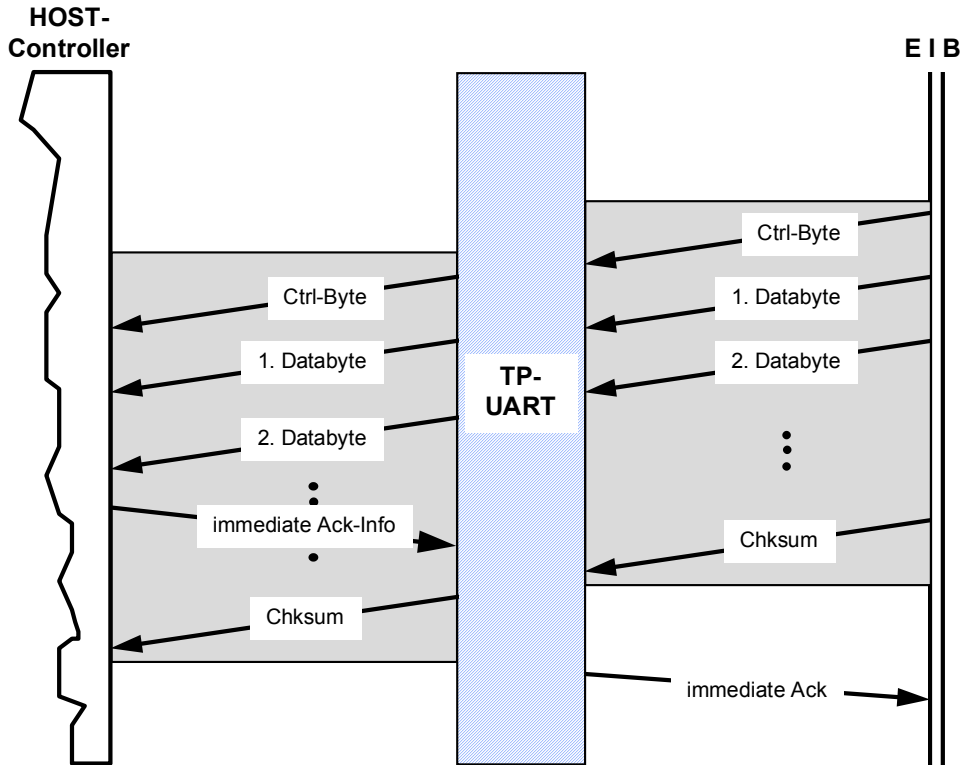 HOST-
Controller
E I B
Ctrl-Byte
1. Databyte
2. Databyte
Chksum
immediate Ack
TP-
UART
Ctrl-Byte
1. Databyte
2. Databyte
immediate Ack-Info
Chksum